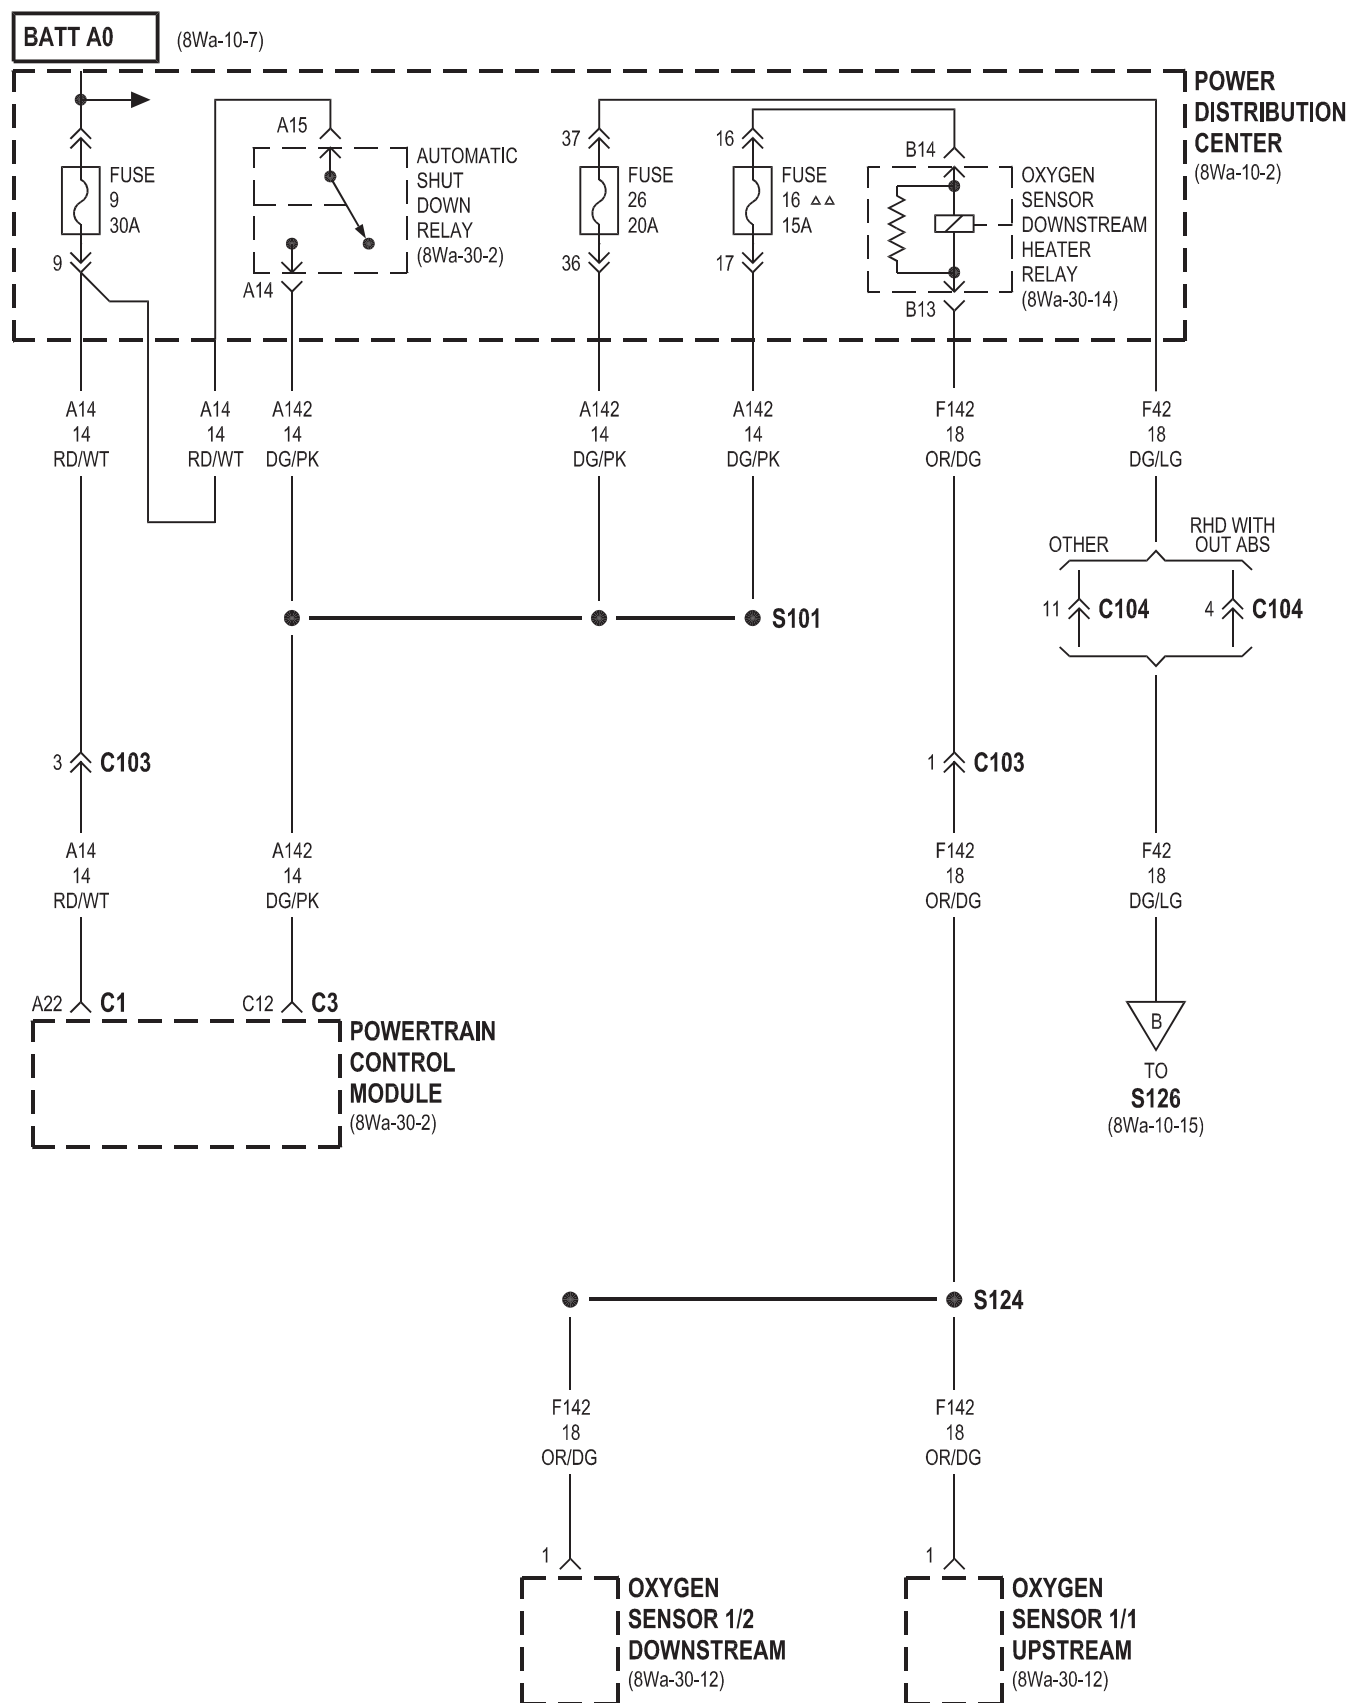 BATT A0
(8Wa-10-7)
POWER
DISTRIBUTION
CENTER
(8Wa-10-2)
FUSE
9
30A
9
A15
A14
AUTOMATIC
SHUT
DOWN
RELAY
(8Wa-30-2)
37
FUSE
26
20A
36
16
FUSE
16 △△
15A
17
B14
B13
OXYGEN
SENSOR
DOWNSTREAM
HEATER
RELAY
(8Wa-30-14)
A14
14
RD/WT
A14
14
RD/WT
A142
14
DG/PK
A142
14
DG/PK
A142
14
DG/PK
F142
18
OR/DG
F42
18
DG/LG
OTHER
RHD WITH
OUT ABS
11 C104
4 C104
S101
3 C103
1 C103
A14
14
RD/WT
A142
14
DG/PK
F142
18
OR/DG
F42
18
DG/LG
A22 C1
C12 C3
POWERTRAIN
CONTROL
MODULE
(8Wa-30-2)
B
TO
S126
(8Wa-10-15)
S124
F142
18
OR/DG
F142
18
OR/DG
1
OXYGEN
SENSOR 1/2
DOWNSTREAM
(8Wa-30-12)
1
OXYGEN
SENSOR 1/1
UPSTREAM
(8Wa-30-12)